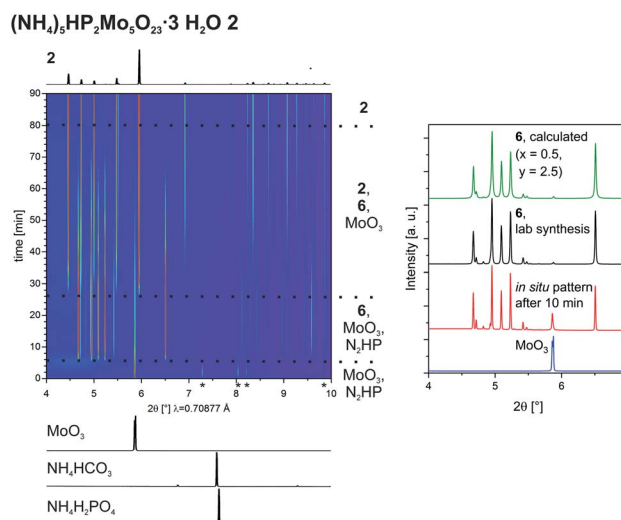 (NH₄)₅HP₂Mo₅O₂₃·3 H₂O 2
2
90
80
70
60
50
40
30
20
10
0
time [min]
4.0 5 6 7 8 9 10
* ** *
2θ [°] λ=0.70877 Å
2
2,
6,
MoO₃
6,
MoO₃,
N₂HP
MoO₃,
N₂HP
MoO₃
NH₄HCO₃
NH₄H₂PO₄
6, calculated
(x = 0.5,
y = 2.5)
6,
lab synthesis
in situ pattern
after 10 min
MoO₃
Intensity [a. u.]
4 5 6
2θ [°]